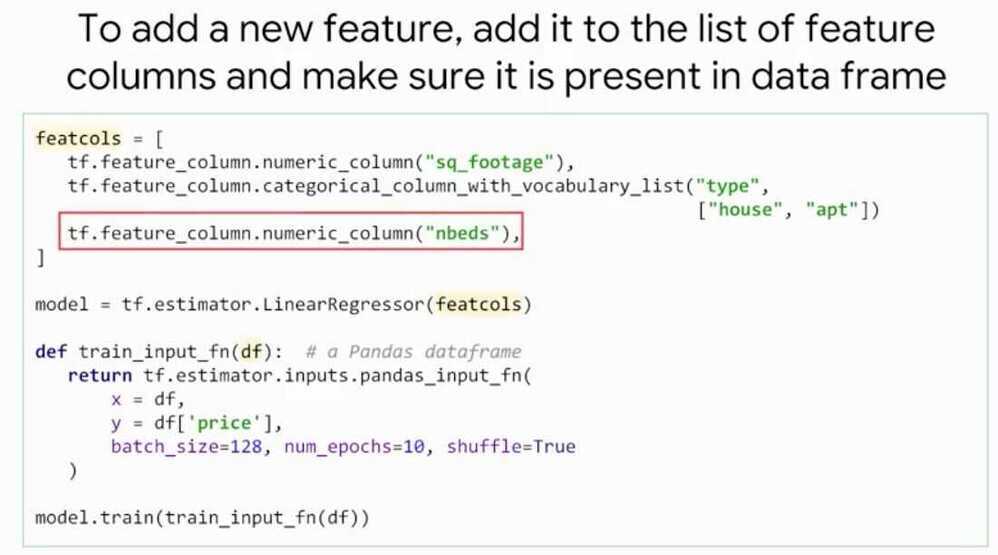 To add a new feature, add it to the list of feature
columns and make sure it is present in data frame
featcols = [
tf.feature_column.numeric_column("sq_footage"),
tf.feature_column.categorical_column_with_vocabulary_list("type",
["house", "apt"])
tf.feature_column.numeric_column("nbeds"),
]
model = tf.estimator.LinearRegressor(featcols)
def train_input_fn(df): # a Pandas dataframe
return tf.estimator.inputs.pandas_input_fn(
x = df,
y = df['price'],
batch_size=128, num_epochs=10, shuffle=True
)
model.train(train_input_fn(df))